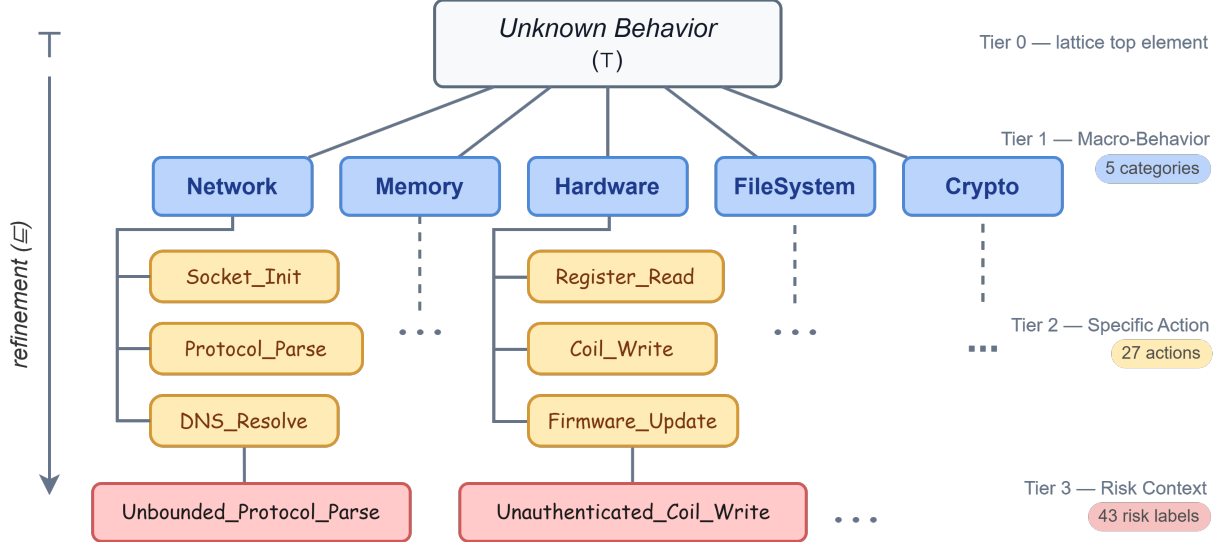 Unknown Behavior
(⊤)
Tier 0 — lattice top element
⊤
Tier 1 — Macro-Behavior
5 categories
Network
Memory
Hardware
FileSystem
Crypto
refinement (⊑)
Socket_Init
Register_Read
Protocol_Parse
Coil_Write
Tier 2 — Specific Action
27 actions
DNS_Resolve
Firmware_Update
Unbounded_Protocol_Parse
Unauthenticated_Coil_Write
Tier 3 — Risk Context
43 risk labels